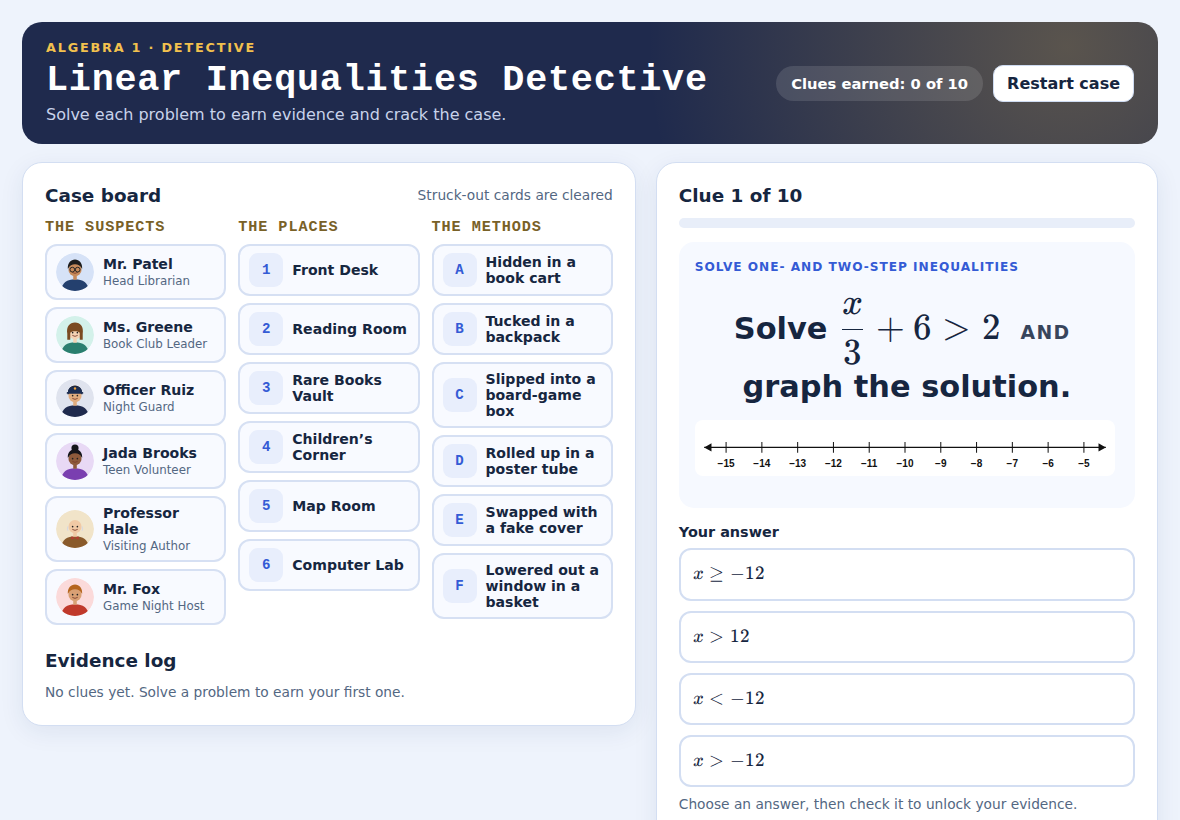 ALGEBRA 1 · DETECTIVE
Linear Inequalities Detective
Solve each problem to earn evidence and crack the case.
Clues earned: 0 of 10
Restart case
Case board
Struck-out cards are cleared
THE SUSPECTS
Mr. Patel
Head Librarian
Ms. Greene
Book Club Leader
Officer Ruiz
Night Guard
Jada Brooks
Teen Volunteer
Professor
Hale
Visiting Author
Mr. Fox
Game Night Host
THE PLACES
1 Front Desk
2 Reading Room
3 Rare Books
Vault
4 Children’s
Corner
5 Map Room
6 Computer Lab
THE METHODS
A Hidden in a
book cart
B Tucked in a
backpack
C Slipped into a
board-game
box
D Rolled up in a
poster tube
E Swapped with
a fake cover
F Lowered out a
window in a
basket
Evidence log
No clues yet. Solve a problem to earn your first one.
Clue 1 of 10
SOLVE ONE- AND TWO-STEP INEQUALITIES
Solve x/3 + 6 > 2 AND
graph the solution.
−15 −14 −13 −12 −11 −10 −9 −8 −7 −6 −5
Your answer
x ≥ −12
x > 12
x < −12
x > −12
Choose an answer, then check it to unlock your evidence.